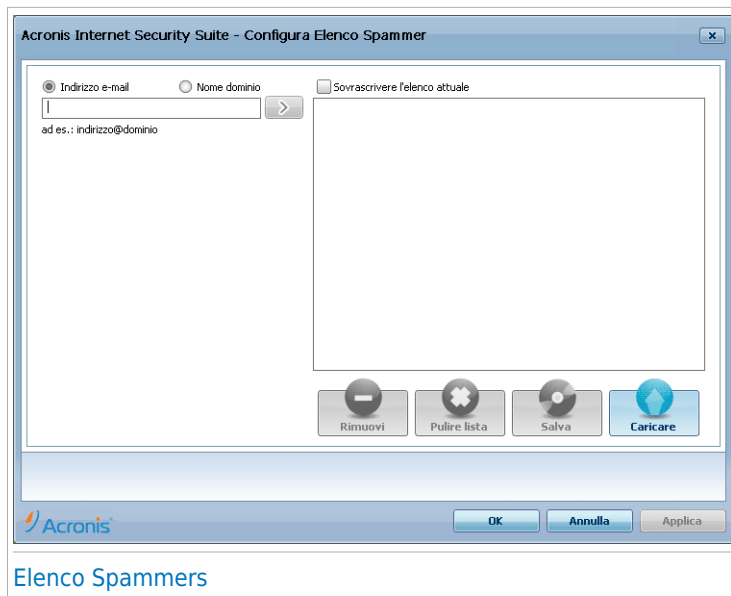 Acronis Internet Security Suite - Configura Elenco Spammer
Indirizzo e-mail Nome dominio Sovrascrivere l'elenco attuale
ad es.: indirizzo@dominio
Rimuovi Pulire lista Salva Caricare
Acronis OK Annulla Applica
Elenco Spammers